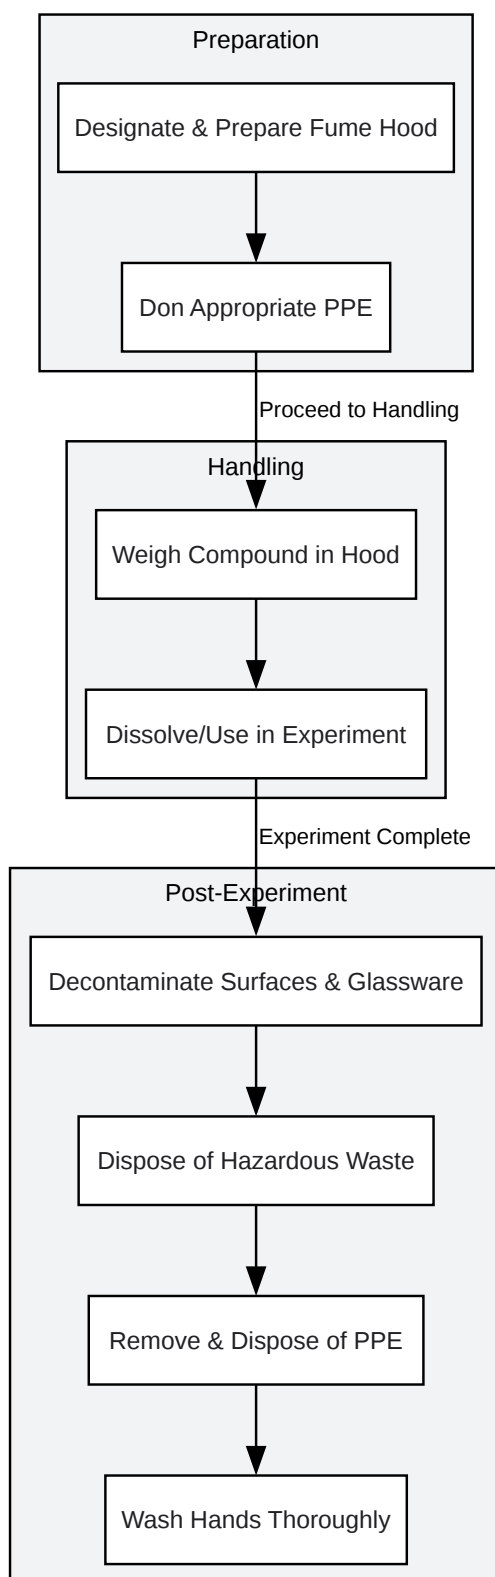 Preparation
Designate & Prepare Fume Hood
Don Appropriate PPE
Proceed to Handling
Handling
Weigh Compound in Hood
Dissolve/Use in Experiment
Experiment Complete
Post-Experiment
Decontaminate Surfaces & Glassware
Dispose of Hazardous Waste
Remove & Dispose of PPE
Wash Hands Thoroughly